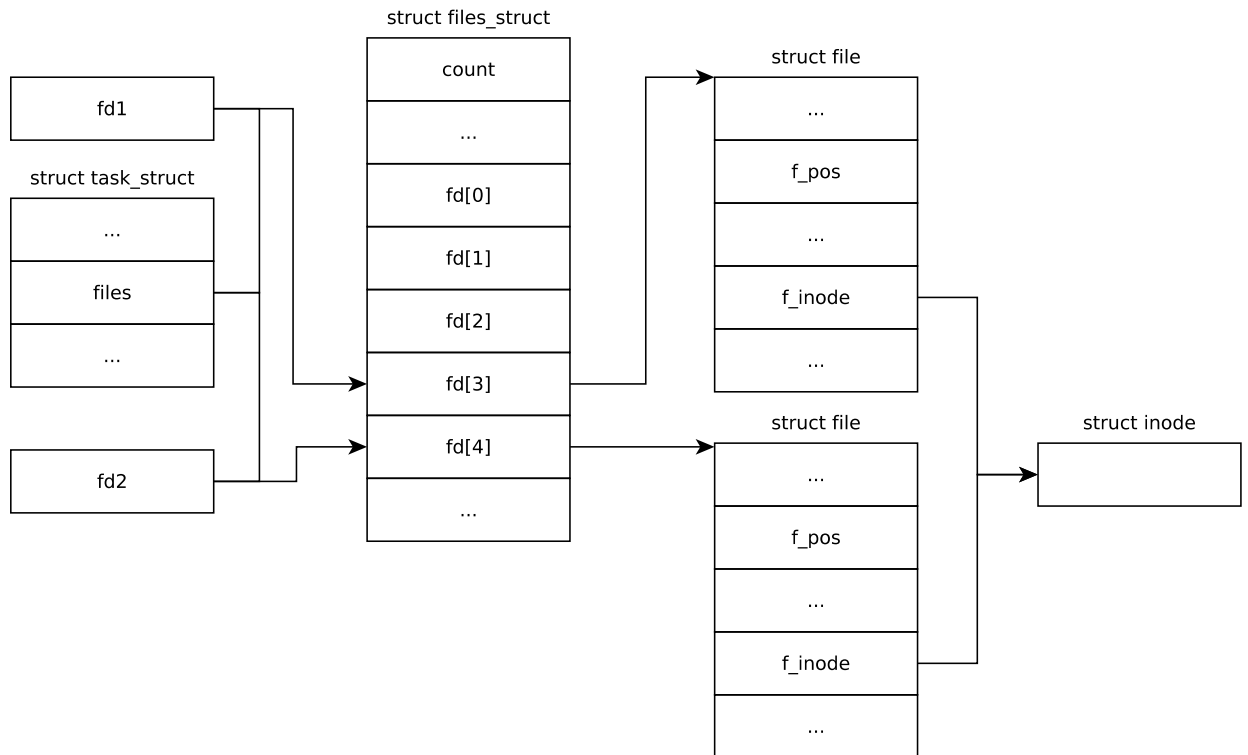 fd1
struct task_struct
...
files
...
fd2
struct files_struct
count
...
fd[0]
fd[1]
fd[2]
fd[3]
fd[4]
...
struct file
...
f_pos
...
f_inode
...
struct file
...
f_pos
...
f_inode
...
struct inode